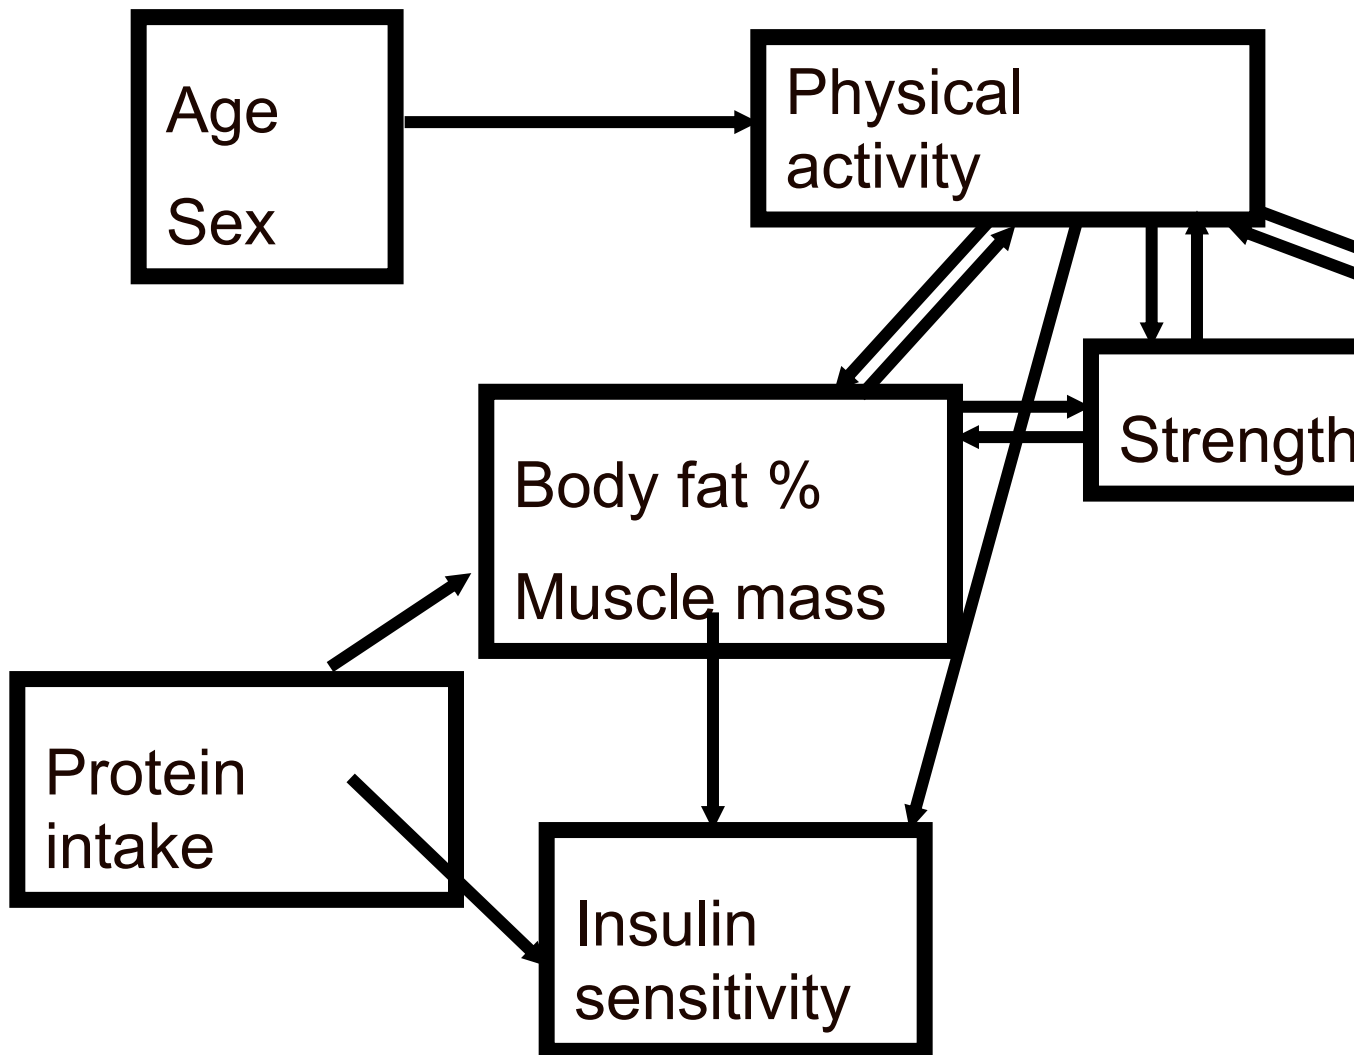 Age
Sex
Physical
activity
Strength
Body fat %
Muscle mass
Protein
intake
Insulin
sensitivity